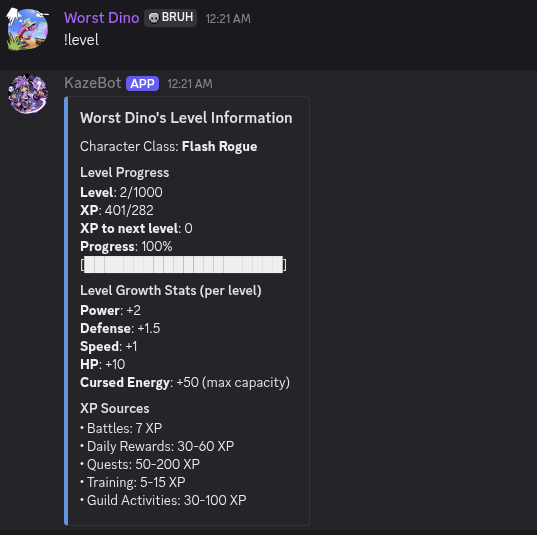 Worst Dino BRUH 12:21 AM
!level
KazeBot APP 12:21 AM
Worst Dino's Level Information
Character Class: Flash Rogue
Level Progress
Level: 2/1000
XP: 401/282
XP to next level: 0
Progress: 100%
[████████████████████]
Level Growth Stats (per level)
Power: +2
Defense: +1.5
Speed: +1
HP: +10
Cursed Energy: +50 (max capacity)
XP Sources
• Battles: 7 XP
• Daily Rewards: 30-60 XP
• Quests: 50-200 XP
• Training: 5-15 XP
• Guild Activities: 30-100 XP